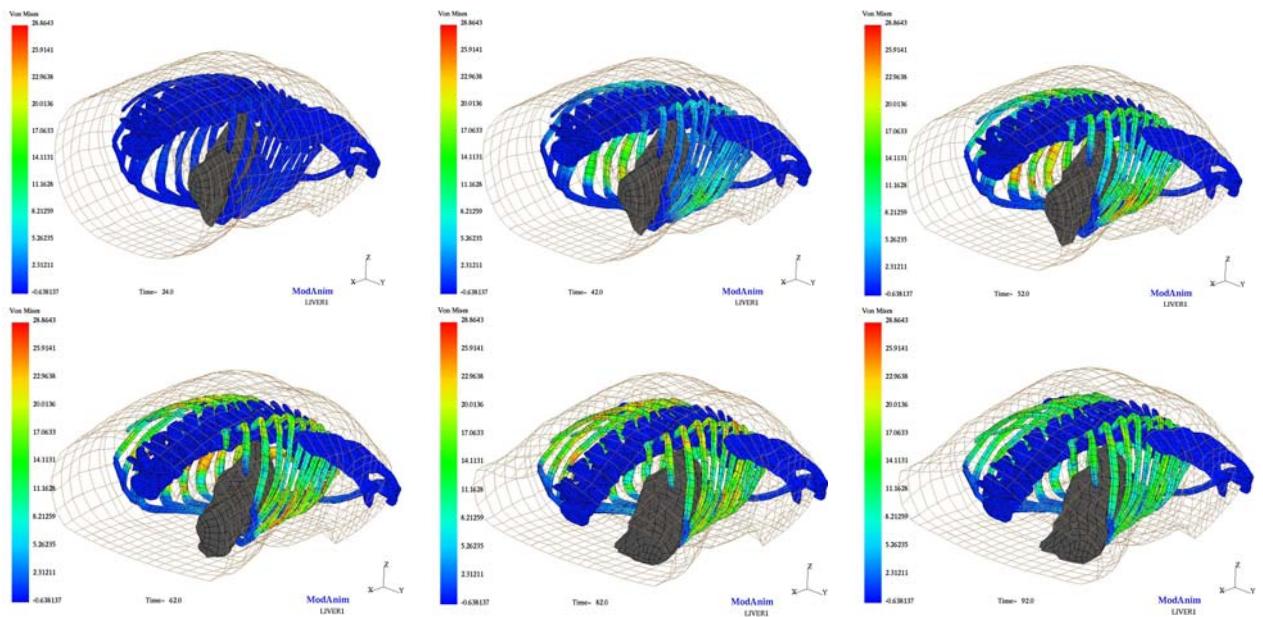 Von Mises
28.8643
25.9141
22.9638
20.0136
17.0633
14.1131
11.1628
8.21259
5.26235
2.31211
-0.638137
Time= 24.0
Z
X
Y
ModAnim
LIVER1
Von Mises
28.8643
25.9141
22.9638
20.0136
17.0633
14.1131
11.1628
8.21259
5.26235
2.31211
-0.638137
Time= 42.0
Z
X
Y
ModAnim
LIVER1
Von Mises
28.8643
25.9141
22.9638
20.0136
17.0633
14.1131
11.1628
8.21259
5.26235
2.31211
-0.638137
Time= 52.0
Z
X
Y
ModAnim
LIVER1
Von Mises
28.8643
25.9141
22.9638
20.0136
17.0633
14.1131
11.1628
8.21259
5.26235
2.31211
-0.638137
Time= 62.0
Z
X
Y
ModAnim
LIVER1
Von Mises
28.8643
25.9141
22.9638
20.0136
17.0633
14.1131
11.1628
8.21259
5.26235
2.31211
-0.638137
Time= 82.0
Z
X
Y
ModAnim
LIVER1
Von Mises
28.8643
25.9141
22.9638
20.0136
17.0633
14.1131
11.1628
8.21259
5.26235
2.31211
-0.638137
Time= 92.0
Z
X
Y
ModAnim
LIVER1